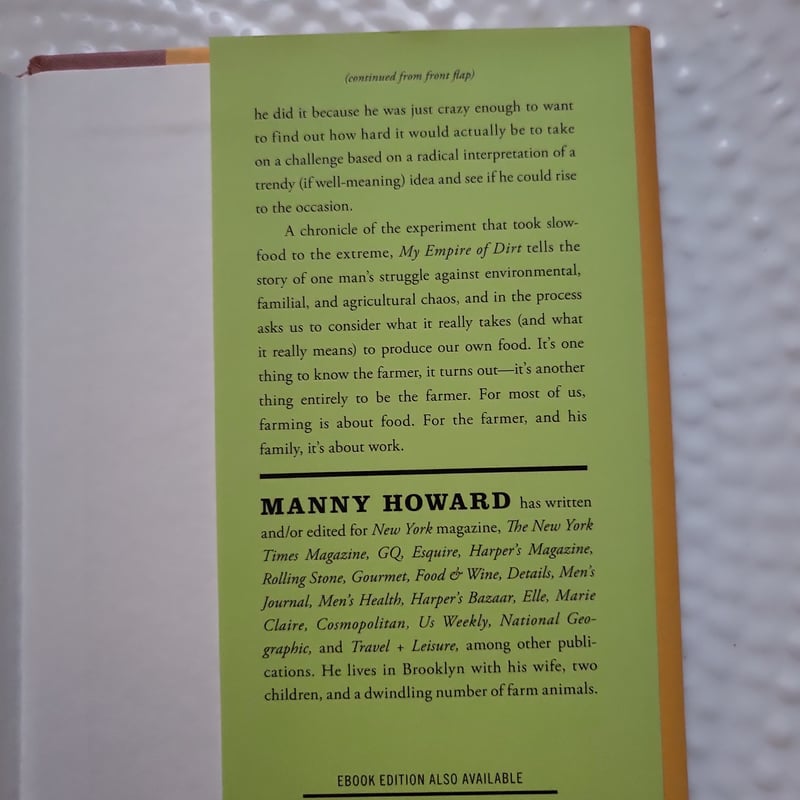 (continued from front flap)
he did it because he was just crazy enough to want
to find out how hard it would actually be to take
on a challenge based on a radical interpretation of a
trendy (if well-meaning) idea and see if he could rise
to the occasion.
A chronicle of the experiment that took slow-
food to the extreme, My Empire of Dirt tells the
story of one man's struggle against environmental,
familial, and agricultural chaos, and in the process
asks us to consider what it really takes (and what
it really means) to produce our own food. It's one
thing to know the farmer, it turns out—it's another
thing entirely to be the farmer. For most of us,
farming is about food. For the farmer, and his
family, it's about work.
MANNY HOWARD has written
and/or edited for New York magazine, The New York
Times Magazine, GQ, Esquire, Harper's Magazine,
Rolling Stone, Gourmet, Food & Wine, Details, Men's
Journal, Men's Health, Harper's Bazaar, Elle, Marie
Claire, Cosmopolitan, Us Weekly, National Geo-
graphic, and Travel + Leisure, among other publi-
cations. He lives in Brooklyn with his wife, two
children, and a dwindling number of farm animals.
EBOOK EDITION ALSO AVAILABLE